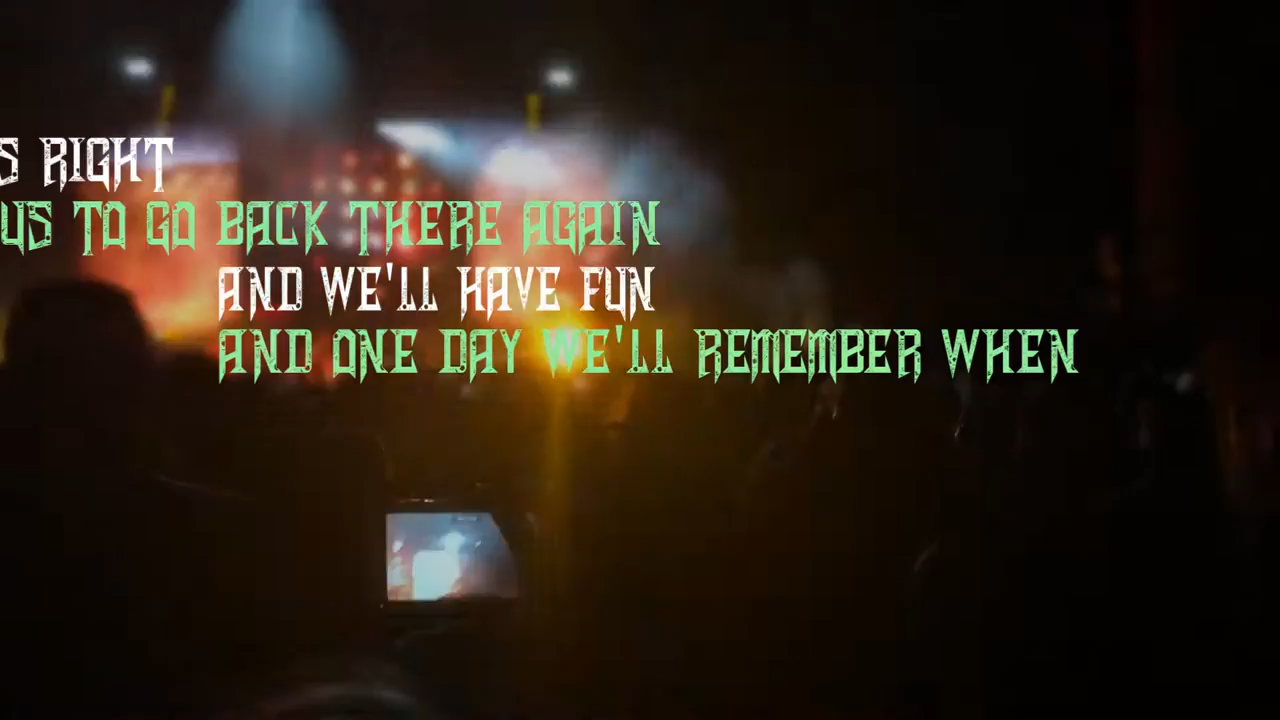 S RIGHT
US TO GO BACK THERE AGAIN
AND WE'LL HAVE FUN
AND ONE DAY WE'LL REMEMBER WHEN